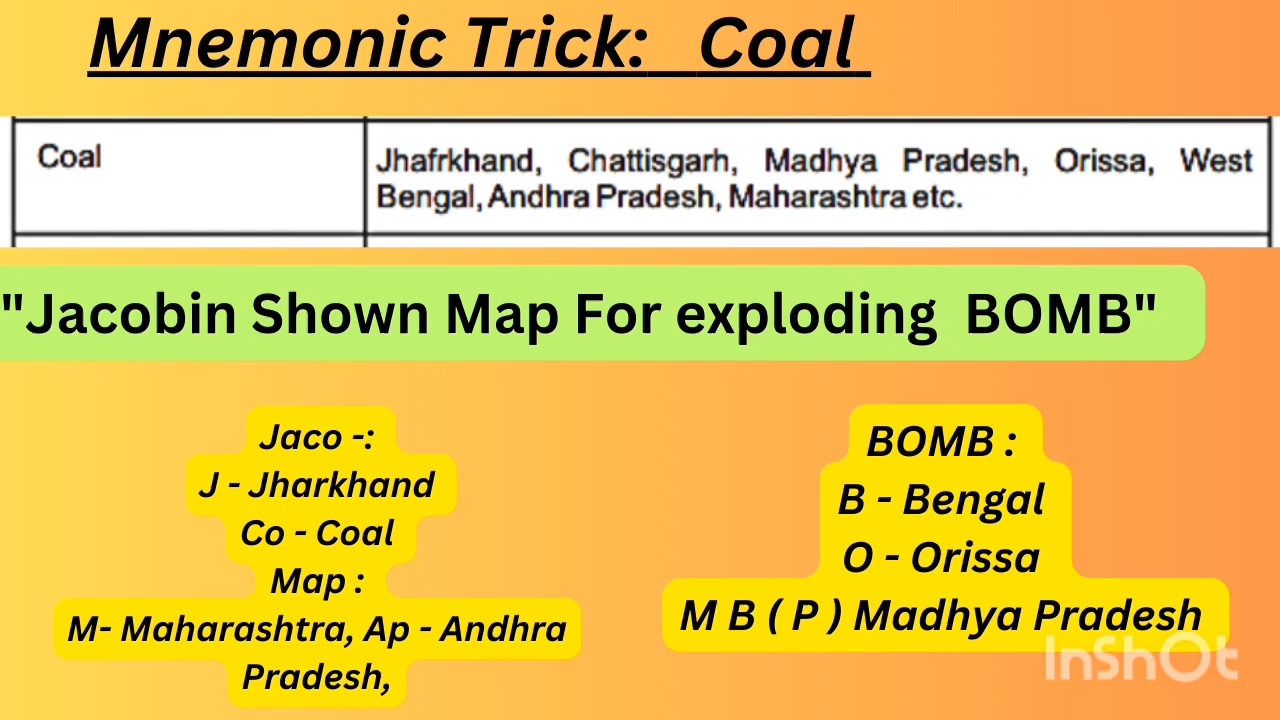 Mnemonic Trick: Coal
Coal
Jhafrkhand, Chattisgarh, Madhya Pradesh, Orissa, West
Bengal, Andhra Pradesh, Maharashtra etc.
"Jacobin Shown Map For exploding BOMB"
Jaco -:
J - Jharkhand
Co - Coal
Map :
M- Maharashtra, Ap - Andhra
Pradesh,
BOMB :
B - Bengal
O - Orissa
M B ( P ) Madhya Pradesh
InShOt